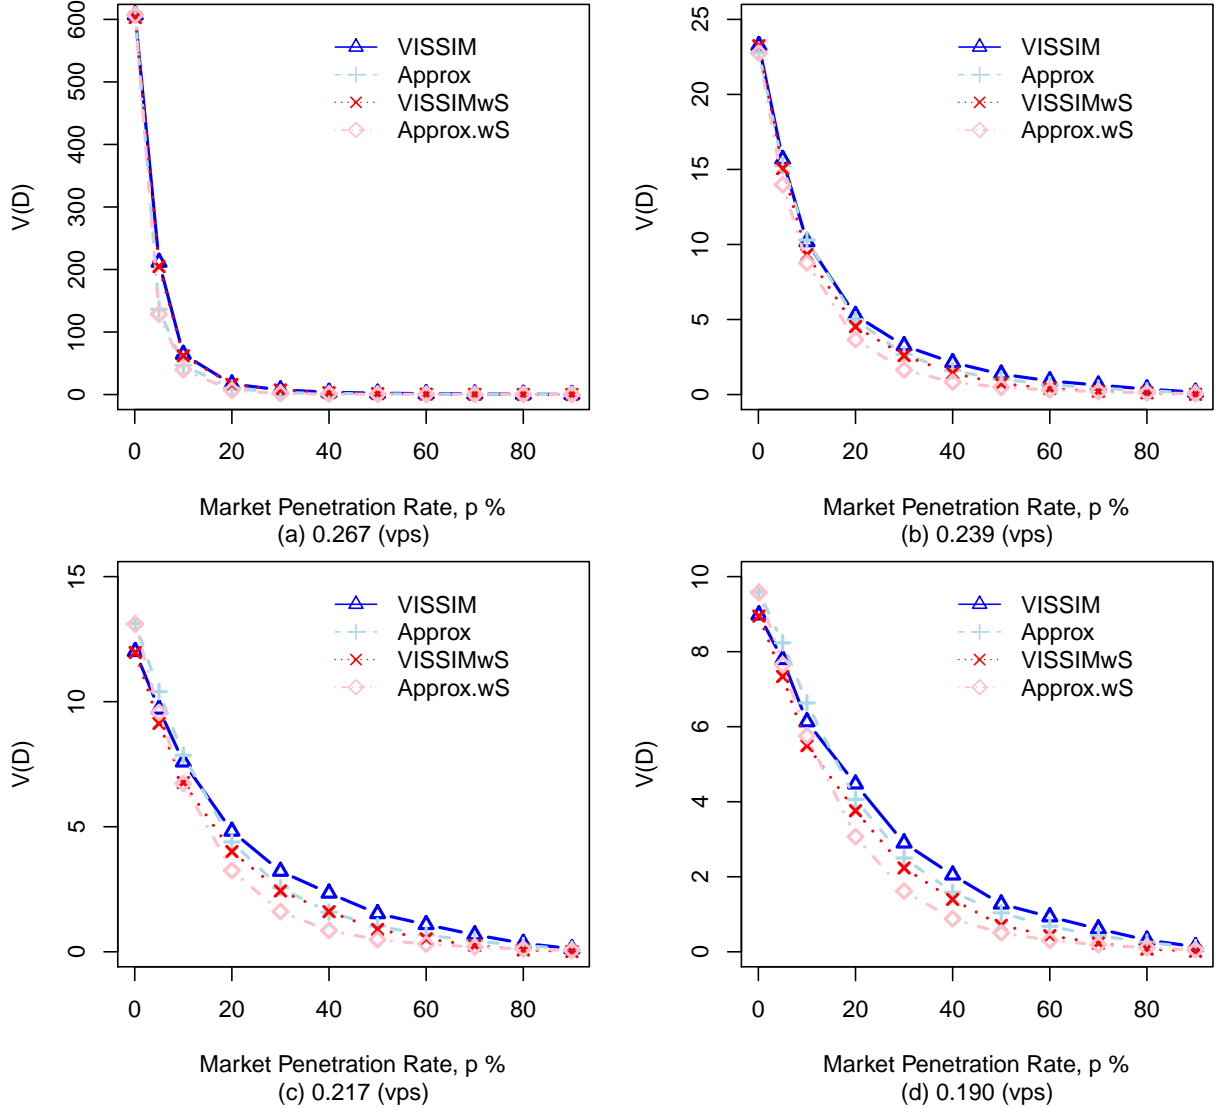 600
500
400
300
200
100
0
V(D)
VISSIM
Approx
VISSIMwS
Approx.wS
0 20 40 60 80
Market Penetration Rate, p %
(a) 0.267 (vps)
25
20
15
10
5
0
V(D)
VISSIM
Approx
VISSIMwS
Approx.wS
0 20 40 60 80
Market Penetration Rate, p %
(b) 0.239 (vps)
15
10
5
0
V(D)
VISSIM
Approx
VISSIMwS
Approx.wS
0 20 40 60 80
Market Penetration Rate, p %
(c) 0.217 (vps)
10
8
6
4
2
0
V(D)
VISSIM
Approx
VISSIMwS
Approx.wS
0 20 40 60 80
Market Penetration Rate, p %
(d) 0.190 (vps)